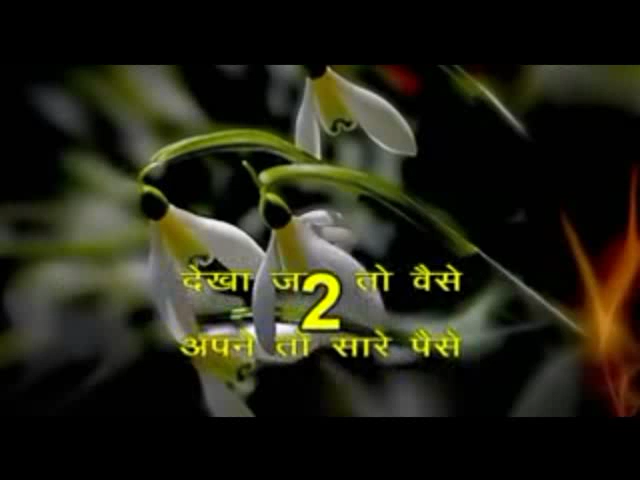 देखा 2 तो वैसे
अपने तो सारे पैसे